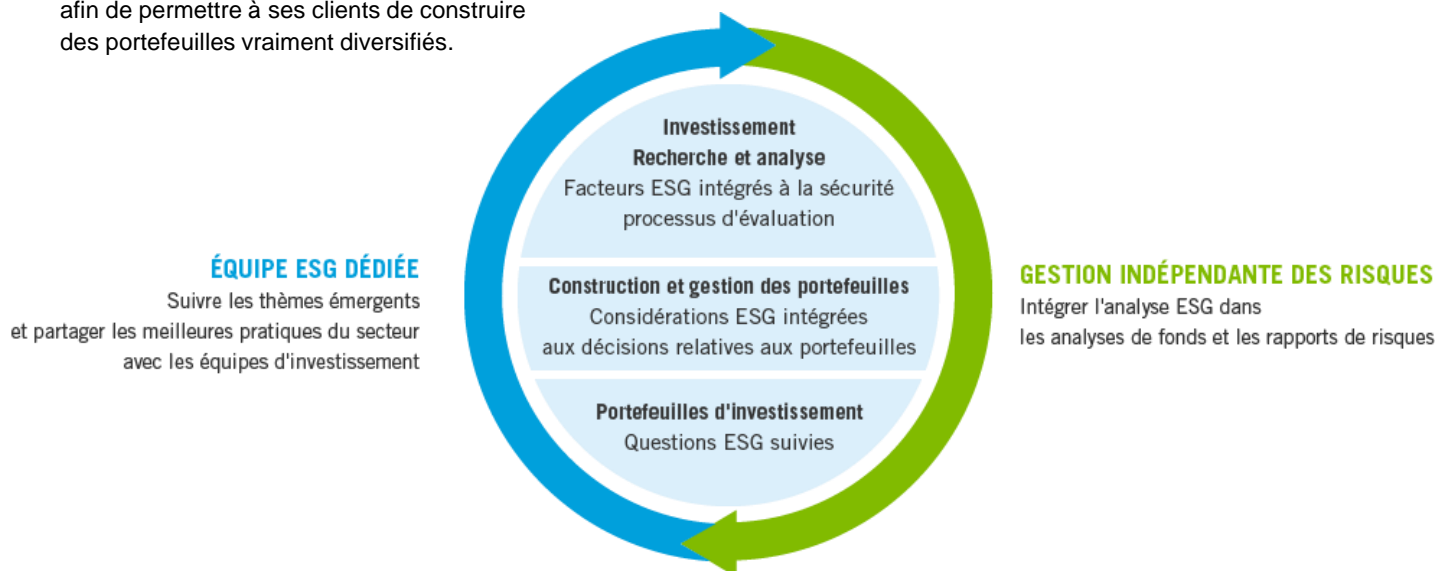 afin de permettre à ses clients de construire
des portefeuilles vraiment diversifiés.
Investissement
Recherche et analyse
Facteurs ESG intégrés à la sécurité
processus d'évaluation
ÉQUIPE ESG DÉDIÉE
Suivre les thèmes émergents
et partager les meilleures pratiques du secteur
avec les équipes d'investissement
Construction et gestion des portefeuilles
Considérations ESG intégrées
aux décisions relatives aux portefeuilles
GESTION INDÉPENDANTE DES RISQUES
Intégrer l'analyse ESG dans
les analyses de fonds et les rapports de risques
Portefeuilles d'investissement
Questions ESG suivies